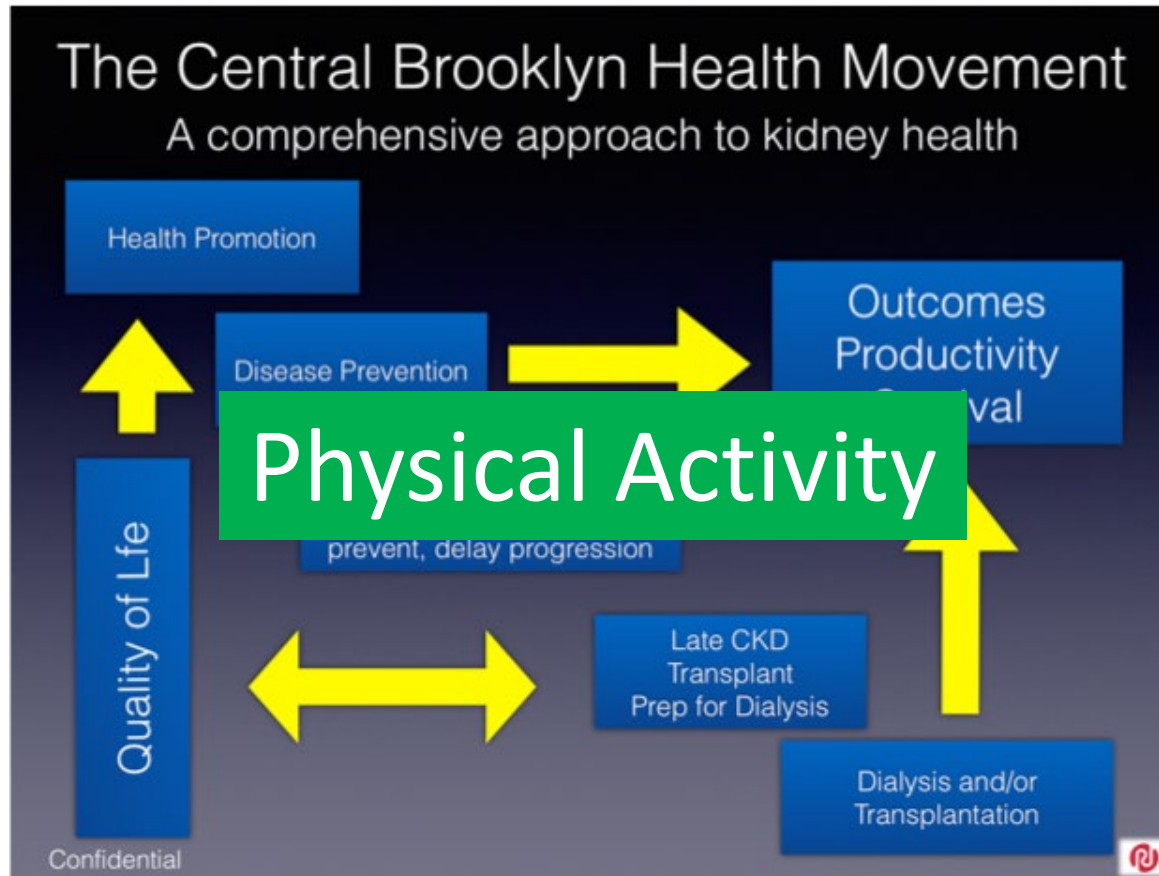 The Central Brooklyn Health Movement
A comprehensive approach to kidney health
Health Promotion
Disease Prevention
Outcomes
Productivity
val
Physical Activity
prevent, delay progression
Quality of Lfe
Late CKD
Transplant
Prep for Dialysis
Dialysis and/or
Transplantation
Confidential